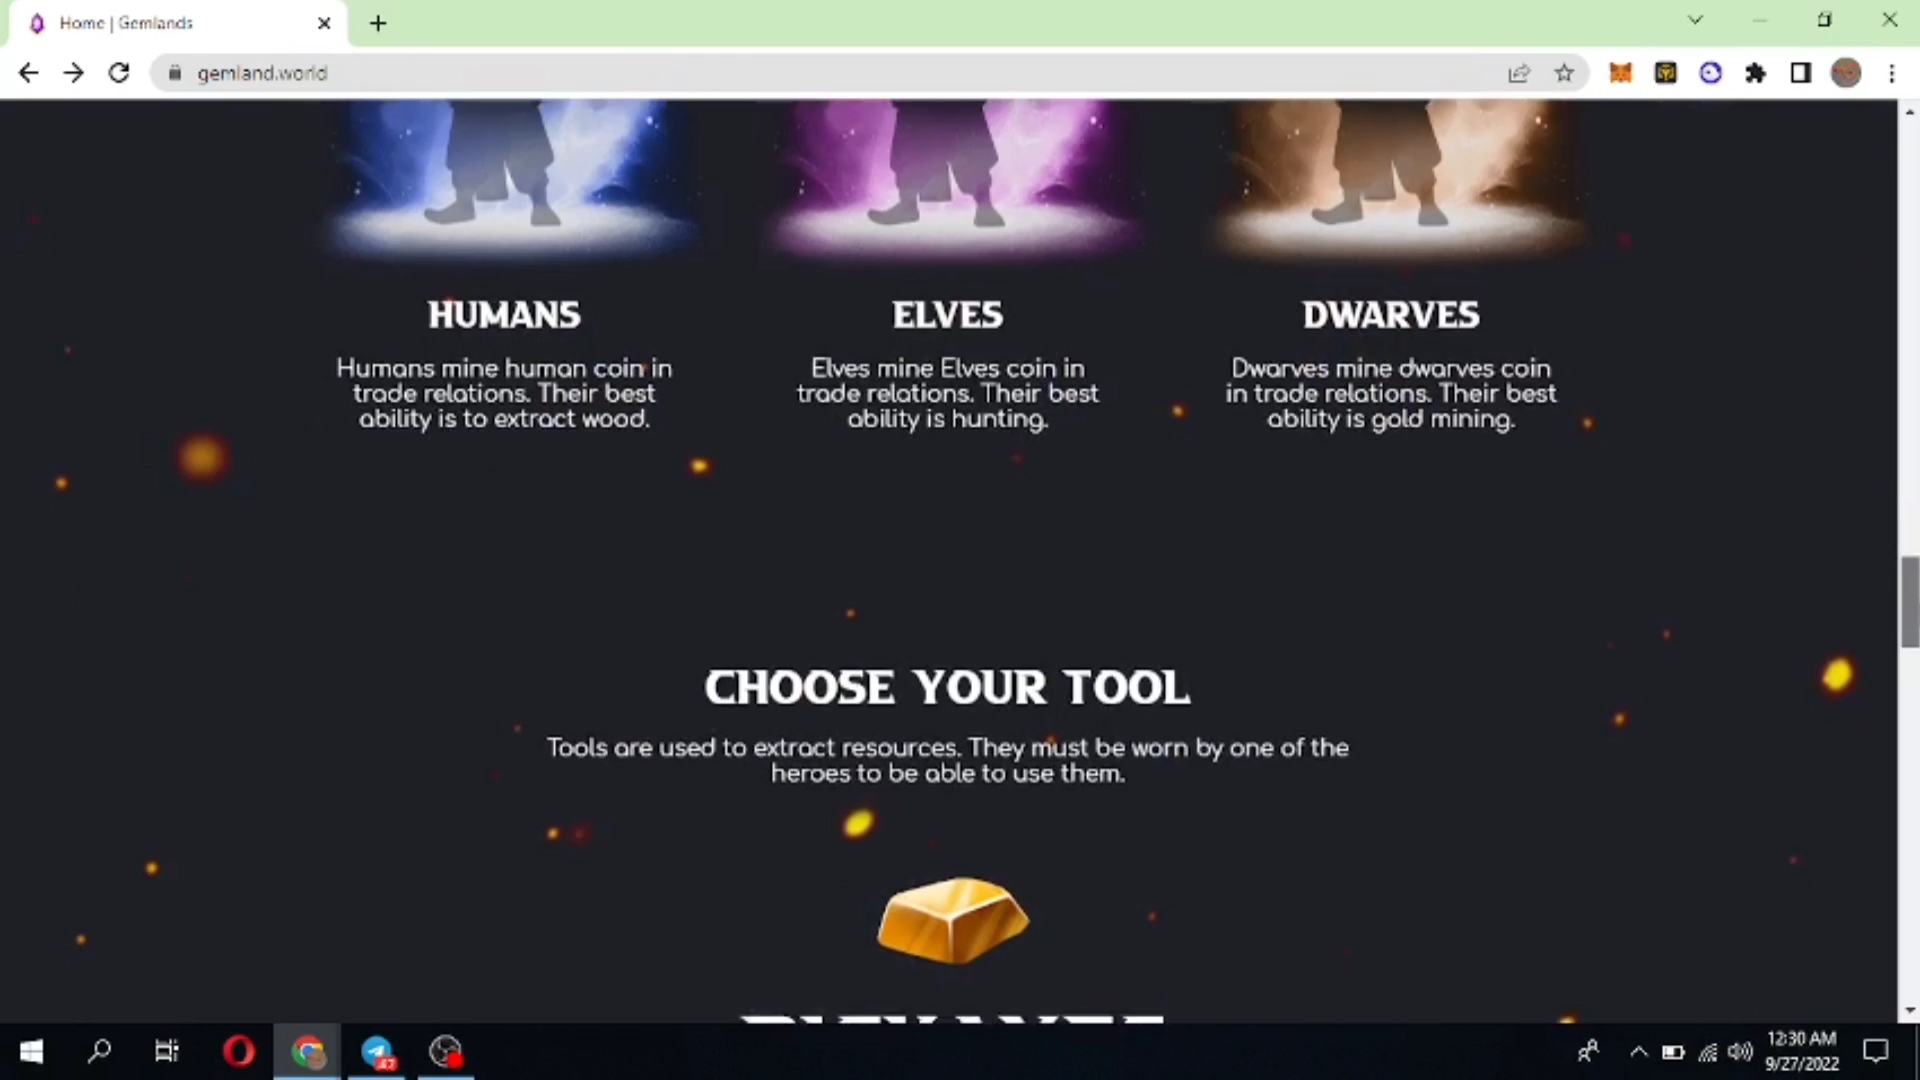 Home | Gemlands
gemland.world
HUMANS
Humans mine human coin in
trade relations. Their best
ability is to extract wood.
ELVES
Elves mine Elves coin in
trade relations. Their best
ability is hunting.
DWARVES
Dwarves mine dwarves coin
in trade relations. Their best
ability is gold mining.
CHOOSE YOUR TOOL
Tools are used to extract resources. They must be worn by one of the
heroes to be able to use them.
12:30 AM
9/27/2022